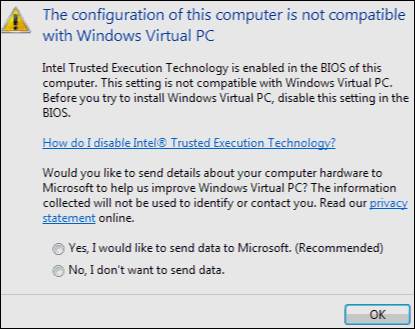 The configuration of this computer is not compatible
with Windows Virtual PC
Intel Trusted Execution Technology is enabled in the BIOS of this
computer. This setting is not compatible with Windows Virtual PC.
Before you try to install Windows Virtual PC, disable this setting in the
BIOS.
How do I disable Intel® Trusted Execution Technology?
Would you like to send details about your computer hardware to
Microsoft to help us improve Windows Virtual PC? The information
collected will not be used to identify or contact you. Read our privacy
statement online.
Yes, I would like to send data to Microsoft. (Recommended)
No, I don't want to send data.
OK